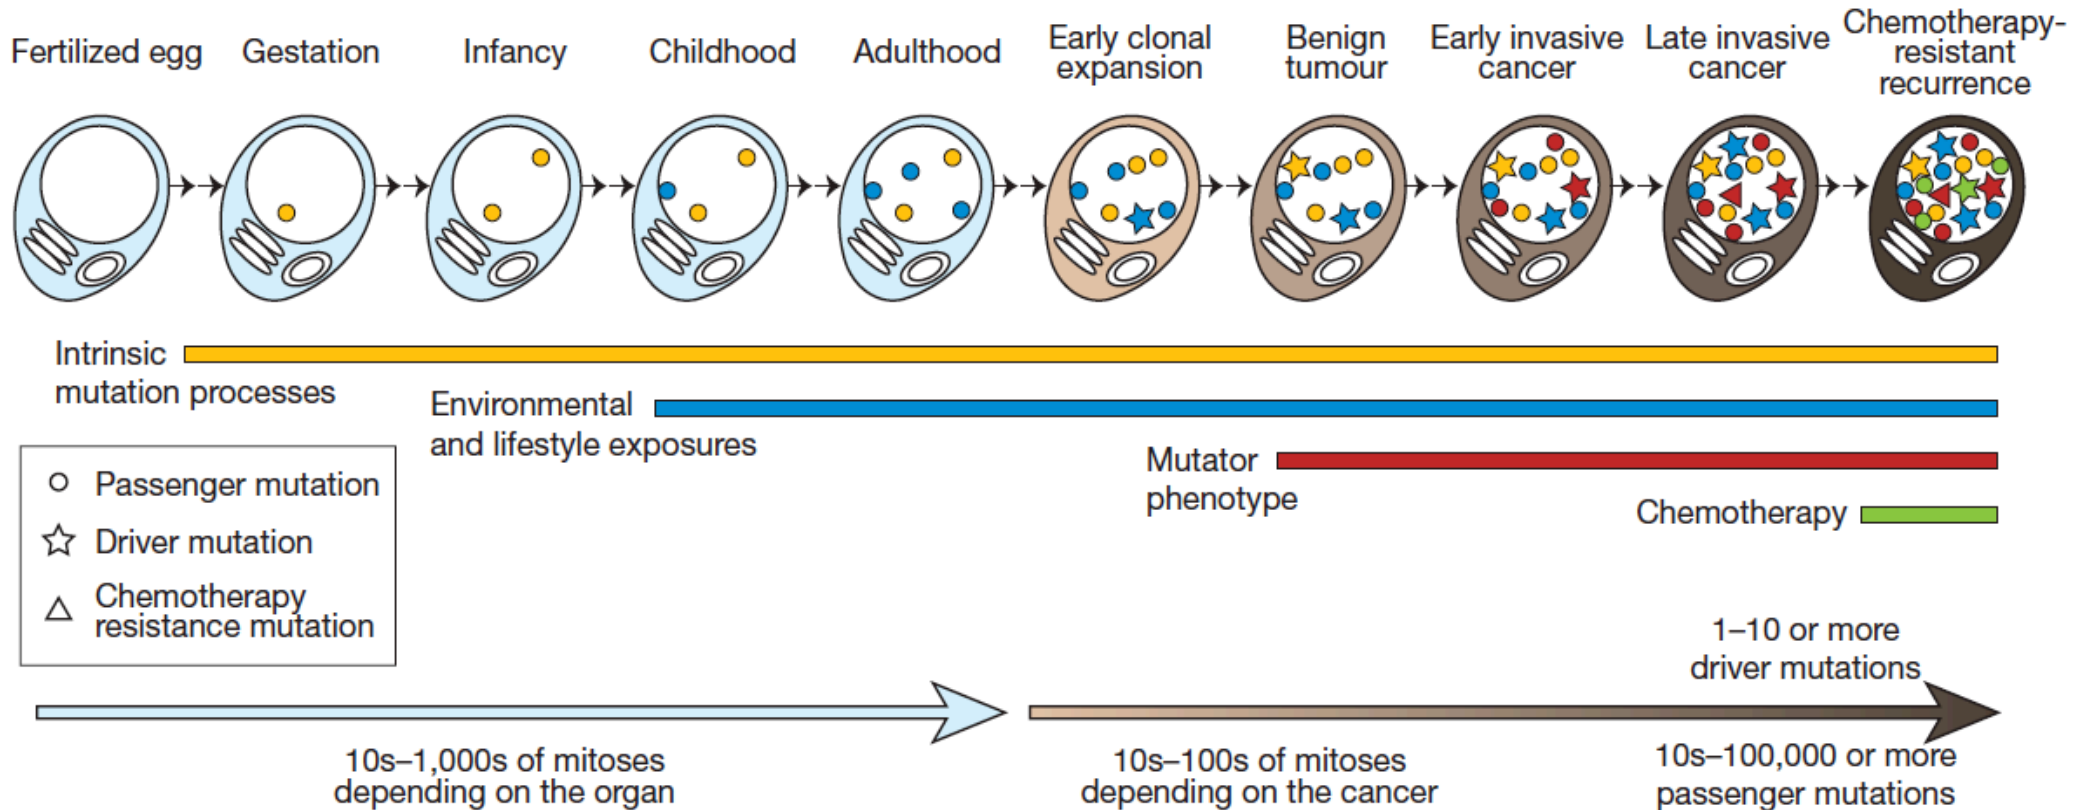 Fertilized egg
Gestation
Infancy
Childhood
Adulthood
Early clonal
expansion
Benign
tumour
Early invasive
cancer
Late invasive
cancer
Chemotherapy-
resistant
recurrence
Intrinsic
mutation processes
Environmental
and lifestyle exposures
Mutator
phenotype
Chemotherapy
Passenger mutation
Driver mutation
Chemotherapy
resistance mutation
10s–1,000s of mitoses
depending on the organ
10s–100s of mitoses
depending on the cancer
1–10 or more
driver mutations
10s–100,000 or more
passenger mutations